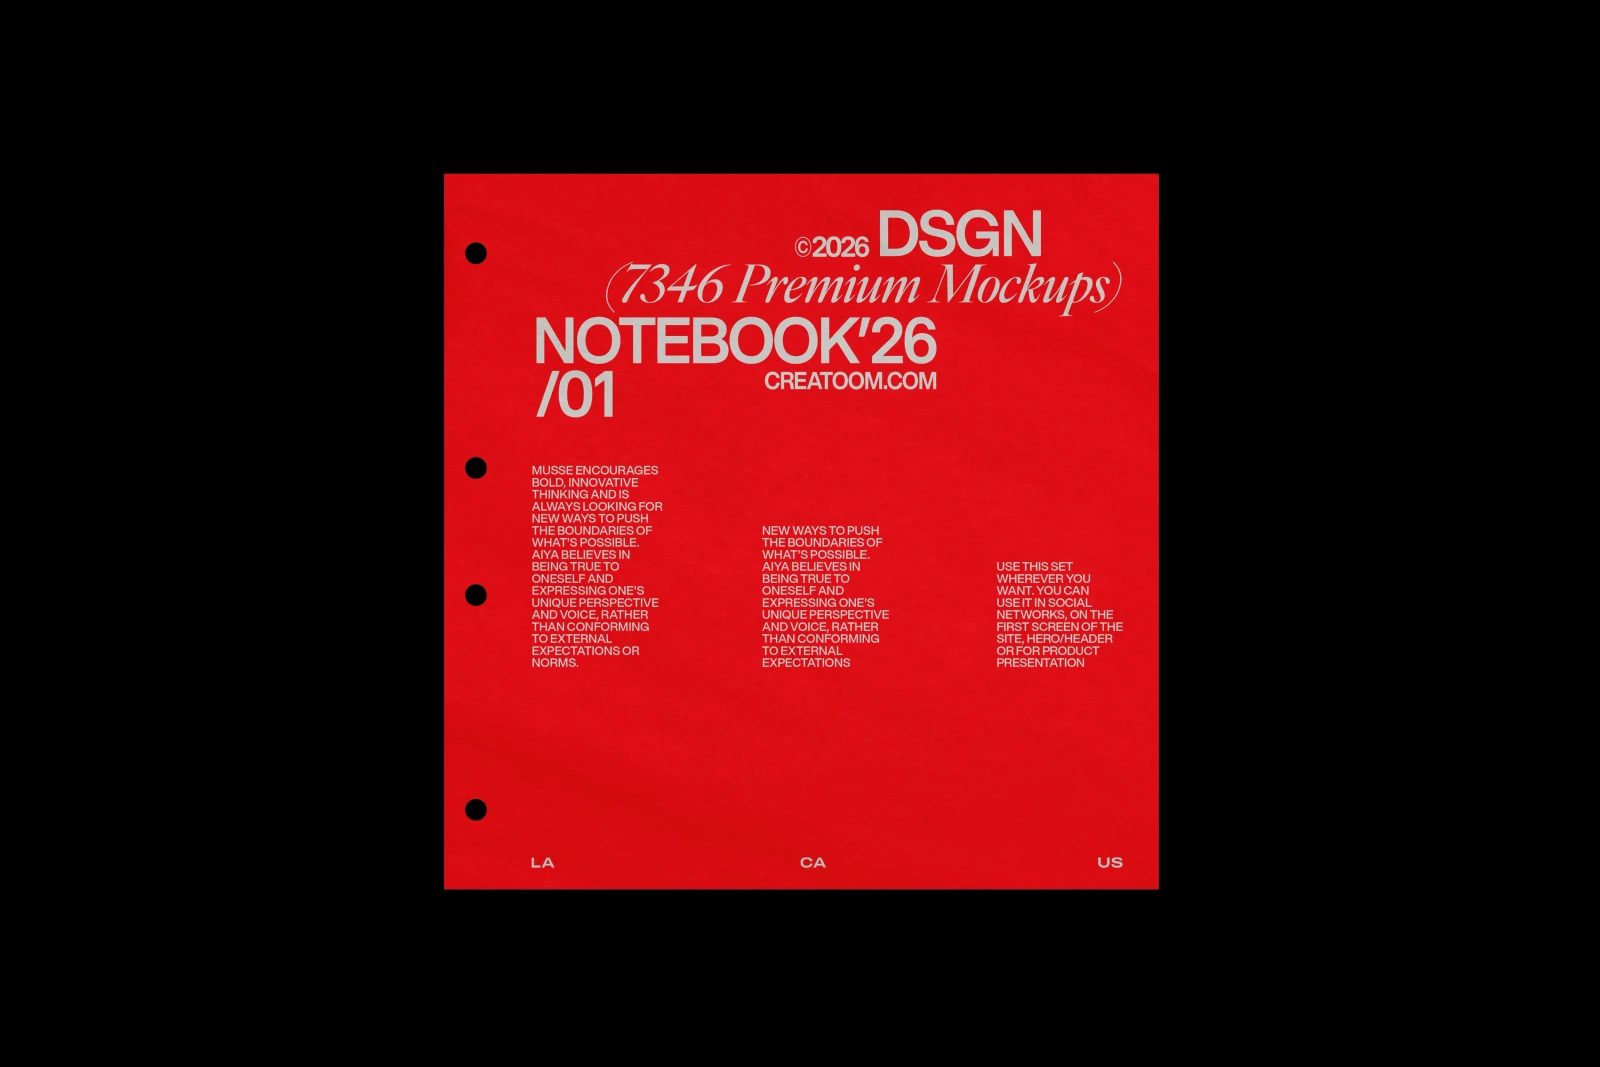 ©2026 DSGN
(7346 Premium Mockups)
NOTEBOOK'26
/01 CREATOOM.COM
MUSSE ENCOURAGES
BOLD, INNOVATIVE
THINKING AND IS
ALWAYS LOOKING FOR
NEW WAYS TO PUSH
THE BOUNDARIES OF
WHAT'S POSSIBLE.
AIYA BELIEVES IN
BEING TRUE TO
ONESELF AND
EXPRESSING ONE'S
UNIQUE PERSPECTIVE
AND VOICE, RATHER
THAN CONFORMING
TO EXTERNAL
EXPECTATIONS OR
NORMS.
NEW WAYS TO PUSH
THE BOUNDARIES OF
WHAT'S POSSIBLE.
AIYA BELIEVES IN
BEING TRUE TO
ONESELF AND
EXPRESSING ONE'S
UNIQUE PERSPECTIVE
AND VOICE, RATHER
THAN CONFORMING
TO EXTERNAL
EXPECTATIONS
USE THIS SET
WHEREVER YOU
WANT. YOU CAN
USE IT IN SOCIAL
NETWORKS, ON THE
FIRST SCREEN OF THE
SITE, HERO/HEADER
OR FOR PRODUCT
PRESENTATION
LA CA US